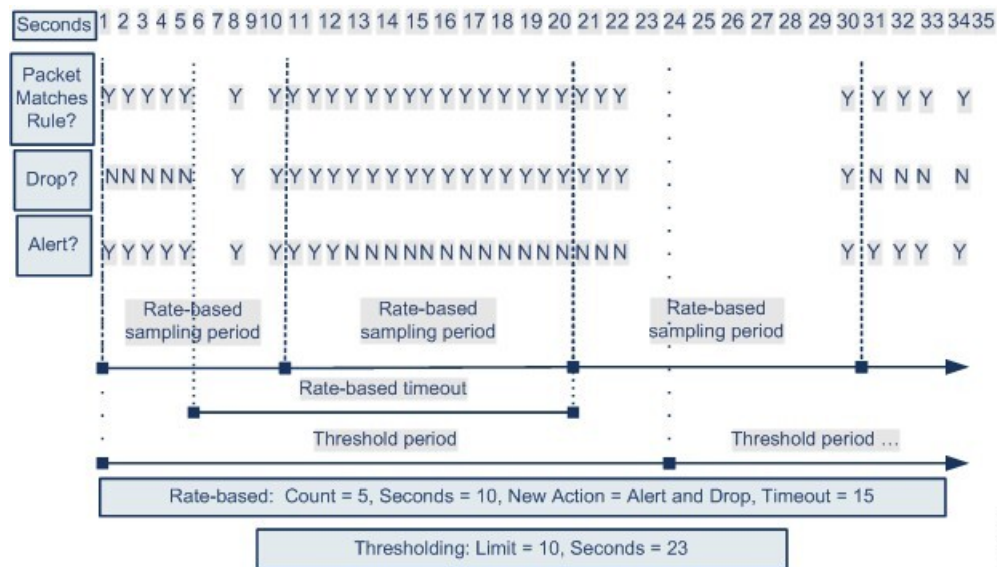 Seconds 1 2 3 4 5 6 7 8 9 10 11 12 13 14 15 16 17 18 19 20 21 22 23 24 25 26 27 28 29 30 31 32 33 34 35
Packet
Matches
Rule?
Y Y Y Y Y Y Y Y Y Y Y Y Y Y Y Y Y Y Y Y Y Y Y Y Y Y Y Y Y Y
Drop?
N N N N N Y Y Y Y Y Y Y Y Y Y Y Y Y Y Y Y Y Y Y Y Y N N N N
Alert?
Y Y Y Y Y Y Y Y Y Y N N N N N N N N N N N N N N N Y Y Y Y Y
Rate-based
sampling period
Rate-based
sampling period
Rate-based
sampling period
Rate-based timeout
Threshold period
Threshold period ...
Rate-based: Count = 5, Seconds = 10, New Action = Alert and Drop, Timeout = 15
Thresholding: Limit = 10, Seconds = 23